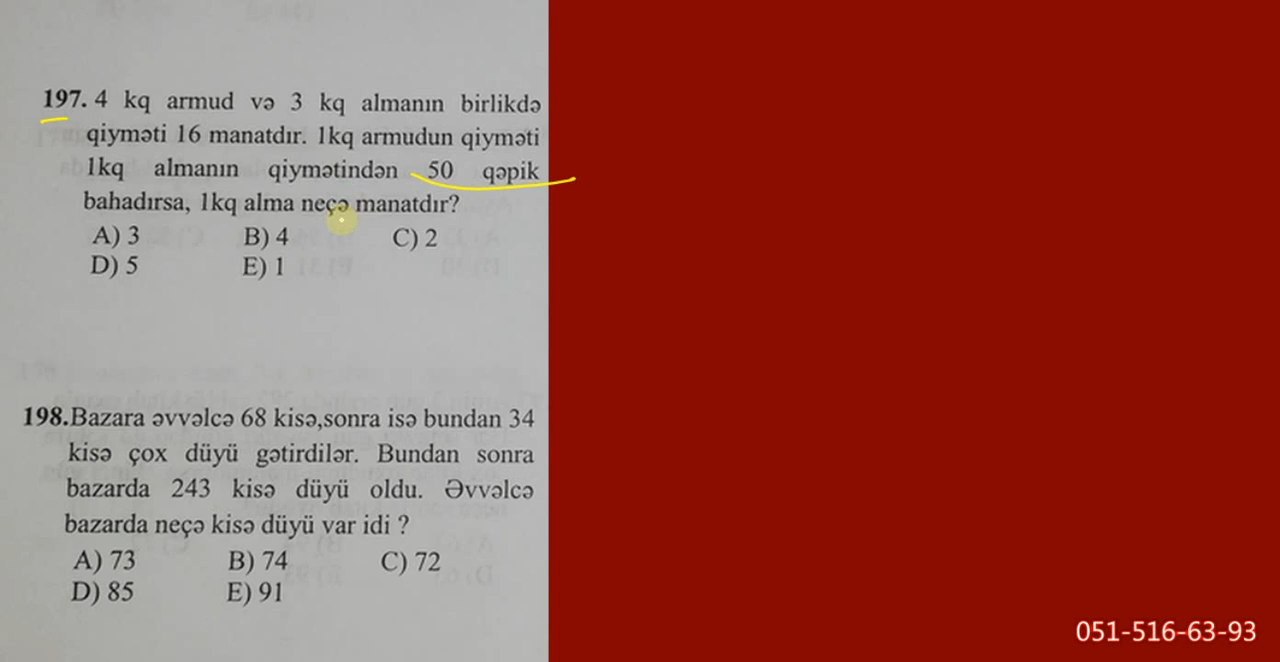 197. 4 kq armud və 3 kq almanın birlikdə
qiyməti 16 manatdır. 1kq armudun qiyməti
1kq almanın qiymətindən 50 qəpik
bahadırsa, 1kq alma neçə manatdır?
A) 3 B) 4 C) 2
D) 5 E) 1
198.Bazara əvvəlcə 68 kisə,sonra isə bundan 34
kisə çox düyü gətirdilər. Bundan sonra
bazarda 243 kisə düyü oldu. Əvvəlcə
bazarda neçə kisə düyü var idi ?
A) 73 B) 74 C) 72
D) 85 E) 91
051-516-63-93